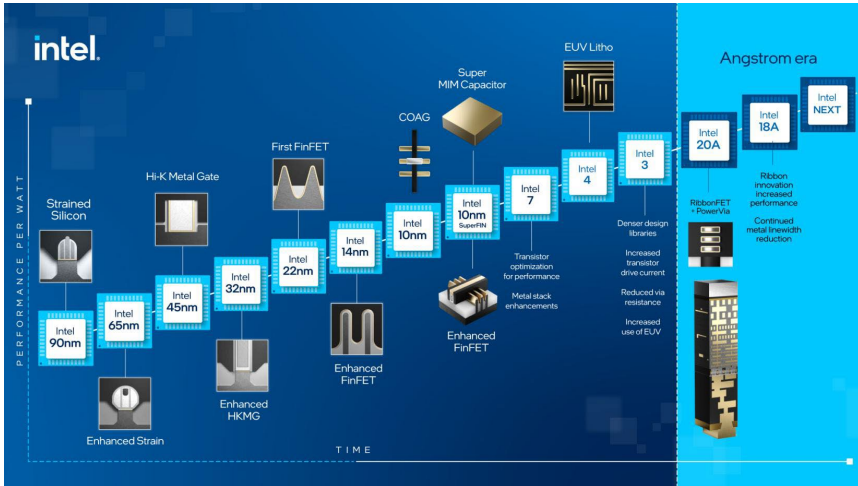 intel.
Angstrom era
EUV Litho
Super
MIM Capacitor
COAG
First FinFET
Hi-K Metal Gate
Strained
Silicon
PERFORMANCE PER WATT
Intel
90nm
Intel
65nm
Intel
45nm
Intel
32nm
Intel
22nm
Intel
14nm
Intel
10nm
Intel
10nm
SuperFIN
Intel
7
Intel
4
Intel
3
Intel
20A
Intel
18A
Intel
NEXT
Enhanced Strain
Enhanced
HKMG
Enhanced
FinFET
Enhanced
FinFET
Transistor
optimization
for performance
Metal stack
enhancements
Denser design
libraries
Increased
transistor
drive current
Reduced via
resistance
Increased
use of EUV
RibbonFET
+ PowerVia
Ribbon
innovation
increased
performance
Continued
metal linewidth
reduction
TIME